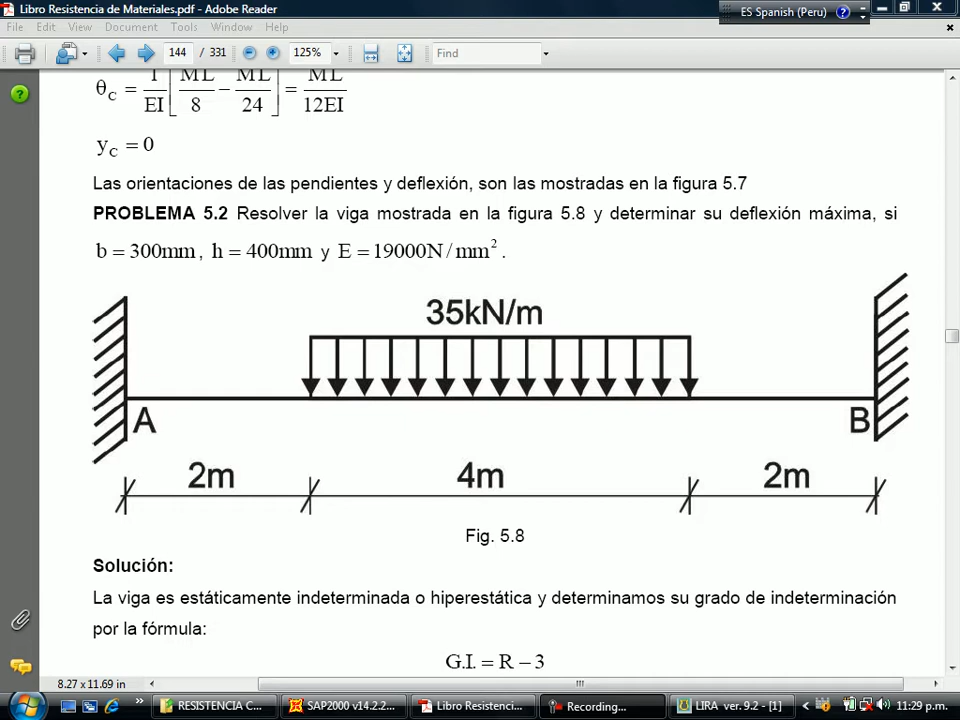 Libro Resistencia de Materiales.pdf - Adobe Reader
ES Spanish (Peru)
File Edit View Document Tools Window Help
144 / 331 125% Find
θC = 1/EI [ML/8 − ML/24] = ML/12EI
yC = 0
Las orientaciones de las pendientes y deflexión, son las mostradas en la figura 5.7
PROBLEMA 5.2 Resolver la viga mostrada en la figura 5.8 y determinar su deflexión máxima, si
b = 300mm, h = 400mm y E = 19000N/mm².
35kN/m
A B
2m 4m 2m
Fig. 5.8
Solución:
La viga es estáticamente indeterminada o hiperestática y determinamos su grado de indeterminación
por la fórmula:
G.I. = R − 3
8.27 x 11.69 in
RESISTENCIA C... SAP2000 v14.2.2... Libro Resistenci... Recording... LIRA ver. 9.2 - [1] 11:29 p.m.